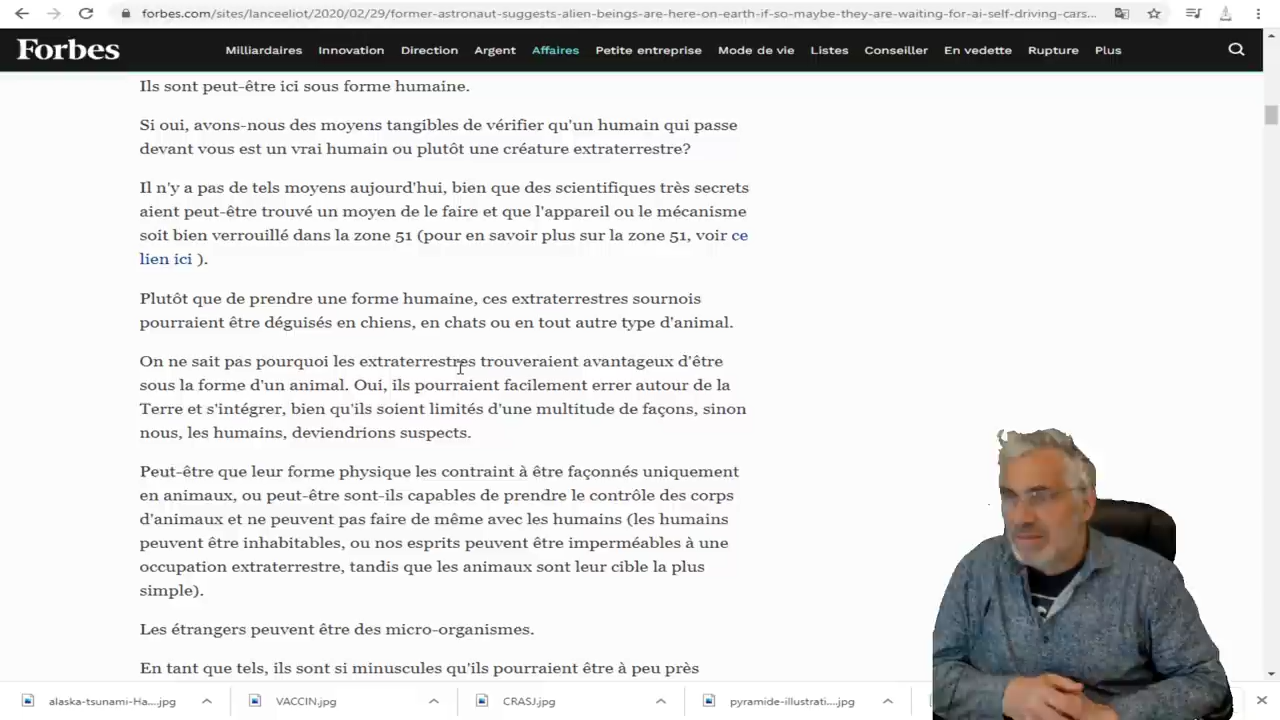 forbes.com/sites/lanceeliot/2020/02/29/former-astronaut-suggests-alien-beings-are-here-on-earth-if-so-maybe-they-are-waiting-for-ai-self-driving-cars...
Forbes Milliardaires Innovation Direction Argent Affaires Petite entreprise Mode de vie Listes Conseiller En vedette Rupture Plus
Ils sont peut-être ici sous forme humaine.
Si oui, avons-nous des moyens tangibles de vérifier qu'un humain qui passe
devant vous est un vrai humain ou plutôt une créature extraterrestre?
Il n'y a pas de tels moyens aujourd'hui, bien que des scientifiques très secrets
aient peut-être trouvé un moyen de le faire et que l'appareil ou le mécanisme
soit bien verrouillé dans la zone 51 (pour en savoir plus sur la zone 51, voir ce
lien ici ).
Plutôt que de prendre une forme humaine, ces extraterrestres sournois
pourraient être déguisés en chiens, en chats ou en tout autre type d'animal.
On ne sait pas pourquoi les extraterrestres trouveraient avantageux d'être
sous la forme d'un animal. Oui, ils pourraient facilement errer autour de la
Terre et s'intégrer, bien qu'ils soient limités d'une multitude de façons, sinon
nous, les humains, deviendrions suspects.
Peut-être que leur forme physique les contraint à être façonnés uniquement
en animaux, ou peut-être sont-ils capables de prendre le contrôle des corps
d'animaux et ne peuvent pas faire de même avec les humains (les humains
peuvent être inhabitables, ou nos esprits peuvent être imperméables à une
occupation extraterrestre, tandis que les animaux sont leur cible la plus
simple).
Les étrangers peuvent être des micro-organismes.
En tant que tels, ils sont si minuscules qu'ils pourraient être à peu près
alaska-tsunami-Ha....jpg VACCIN.jpg CRASJ.jpg pyramide-illustrati....jpg